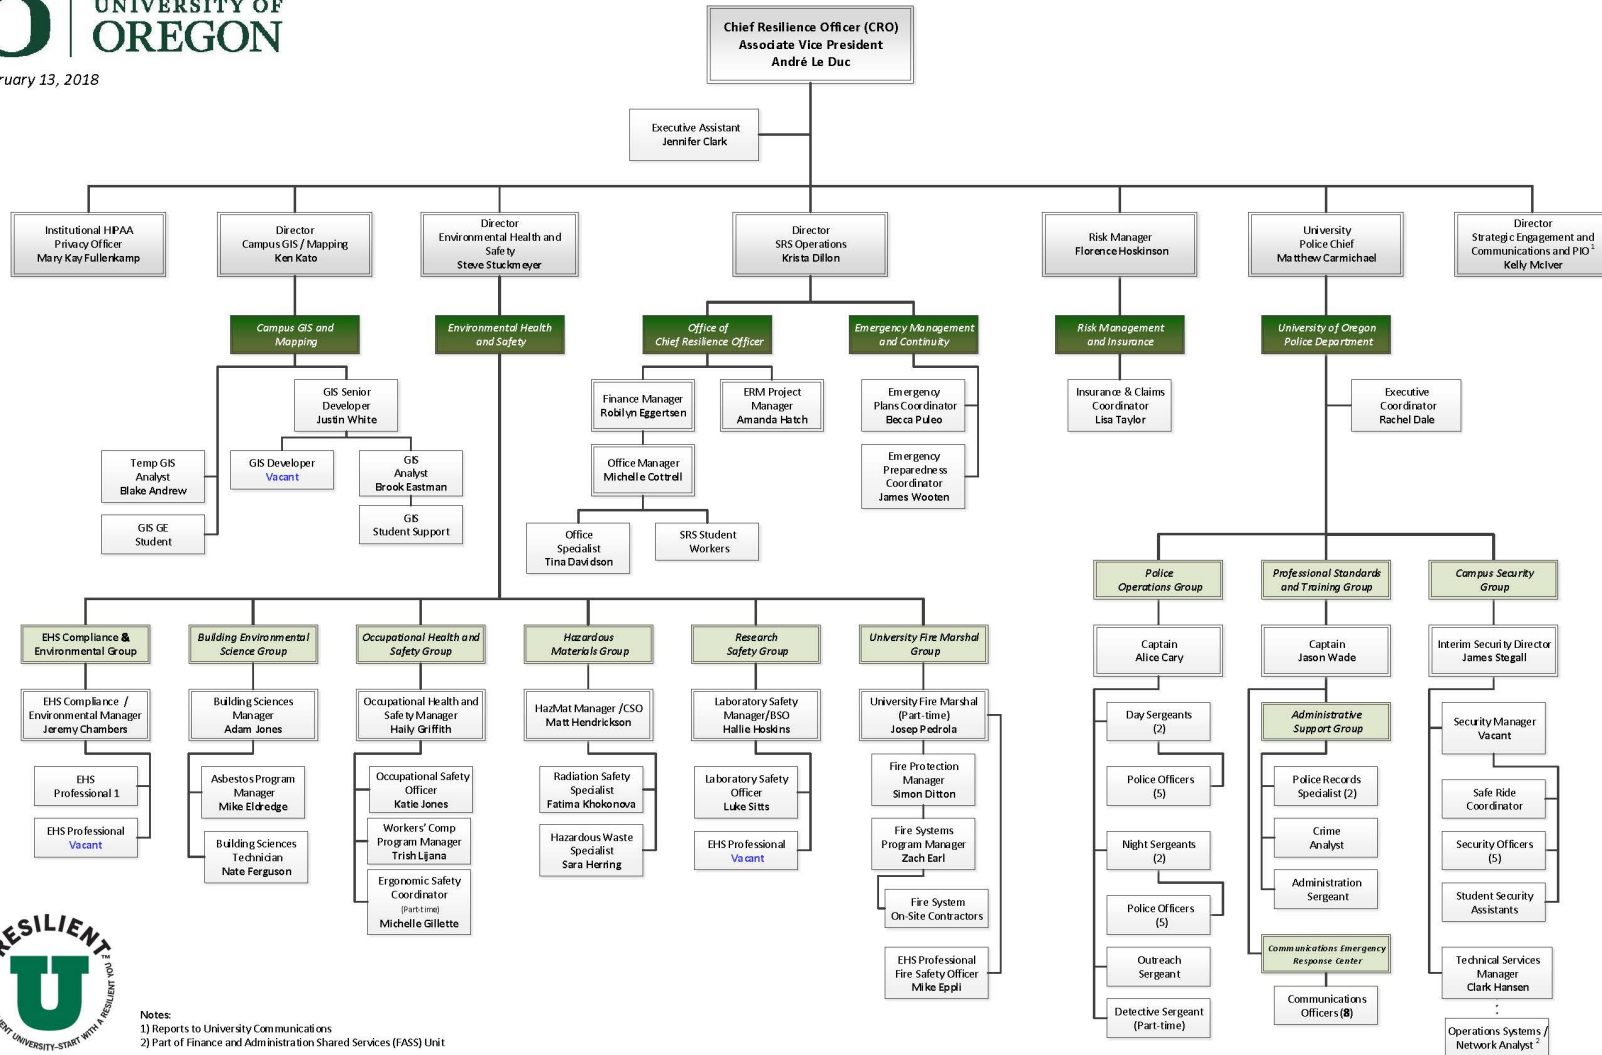 UNIVERSITY OF
OREGON
ruary 13, 2018
Chief Resilience Officer (CRO)
Associate Vice President
André Le Duc
Executive Assistant
Jennifer Clark
Institutional HIPAA
Privacy Officer
Mary Kay Fullenkamp
Director
Campus GIS / Mapping
Ken Kato
Director
Environmental Health and
Safety
Steve Stuckmeyer
Director
SRS Operations
Krista Dillon
Risk Manager
Florence Hoskinson
University
Police Chief
Matthew Carmichael
Director
Strategic Engagement and
Communications and PIO 1
Kelly McIver
Campus GIS and
Mapping
Environmental Health
and Safety
Office of
Chief Resilience Officer
Emergency Management
and Continuity
Risk Management
and Insurance
University of Oregon
Police Department
GIS Senior
Developer
Justin White
Temp GIS
Analyst
Blake Andrew
GIS Developer
Vacant
GIS
Analyst
Brook Eastman
GIS GE
Student
GIS
Student Support
Finance Manager
Robilyn Eggertsen
ERM Project
Manager
Amanda Hatch
Office Manager
Michelle Cottrell
Office
Specialist
Tina Davidson
SRS Student
Workers
Emergency
Plans Coordinator
Becca Puleo
Emergency
Preparedness
Coordinator
James Wooten
Insurance & Claims
Coordinator
Lisa Taylor
Executive
Coordinator
Rachel Dale
EHS Compliance &
Environmental Group
Building Environmental
Science Group
Occupational Health and
Safety Group
Hazardous
Materials Group
Research
Safety Group
University Fire Marshal
Group
EHS Compliance /
Environmental Manager
Jeremy Chambers
EHS
Professional 1
EHS Professional
Vacant
Building Sciences
Manager
Adam Jones
Asbestos Program
Manager
Mike Eldredge
Building Sciences
Technician
Nate Ferguson
Occupational Health and
Safety Manager
Haily Griffith
Occupational Safety
Officer
Katie Jones
Workers' Comp
Program Manager
Trish Lijana
Ergonomic Safety
Coordinator
(Part-time)
Michelle Gillette
HazMat Manager /CSO
Matt Hendrickson
Radiation Safety
Specialist
Fatima Khokonova
Hazardous Waste
Specialist
Sara Herring
Laboratory Safety
Manager/BSO
Hallie Hoskins
Laboratory Safety
Officer
Luke Sitts
EHS Professional
Vacant
University Fire Marshal
(Part-time)
Josep Pedrola
Fire Protection
Manager
Simon Ditton
Fire Systems
Program Manager
Zach Earl
Fire System
On-Site Contractors
EHS Professional
Fire Safety Officer
Mike Eppli
Police
Operations Group
Professional Standards
and Training Group
Campus Security
Group
Captain
Alice Cary
Day Sergeants
(2)
Police Officers
(5)
Night Sergeants
(2)
Police Officers
(5)
Outreach
Sergeant
Detective Sergeant
(Part-time)
Captain
Jason Wade
Administrative
Support Group
Police Records
Specialist (2)
Crime
Analyst
Administration
Sergeant
Communications Emergency
Response Center
Communications
Officers (8)
Interim Security Director
James Stegall
Security Manager
Vacant
Safe Ride
Coordinator
Security Officers
(5)
Student Security
Assistants
Technical Services
Manager
Clark Hansen
Operations Systems /
Network Analyst 2
RESILIENT™
U
ENT UNIVERSITY-START WITH A RESILIENT YOU
Notes:
1) Reports to University Communications
2) Part of Finance and Administration Shared Services (FASS) Unit